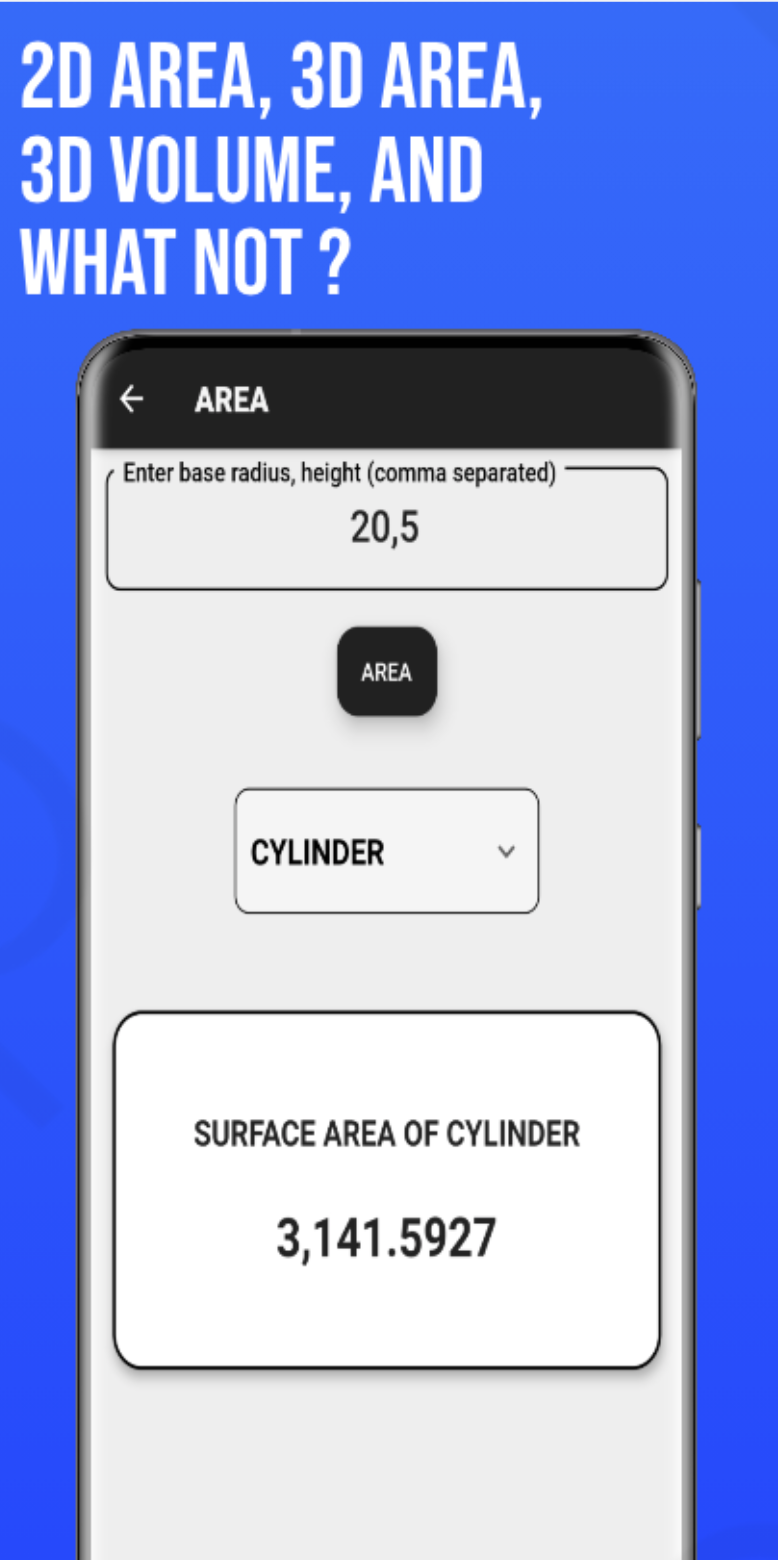 2D AREA, 3D AREA,
3D VOLUME, AND
WHAT NOT ?
AREA
Enter base radius, height (comma separated)
20,5
AREA
CYLINDER
SURFACE AREA OF CYLINDER
3,141.5927